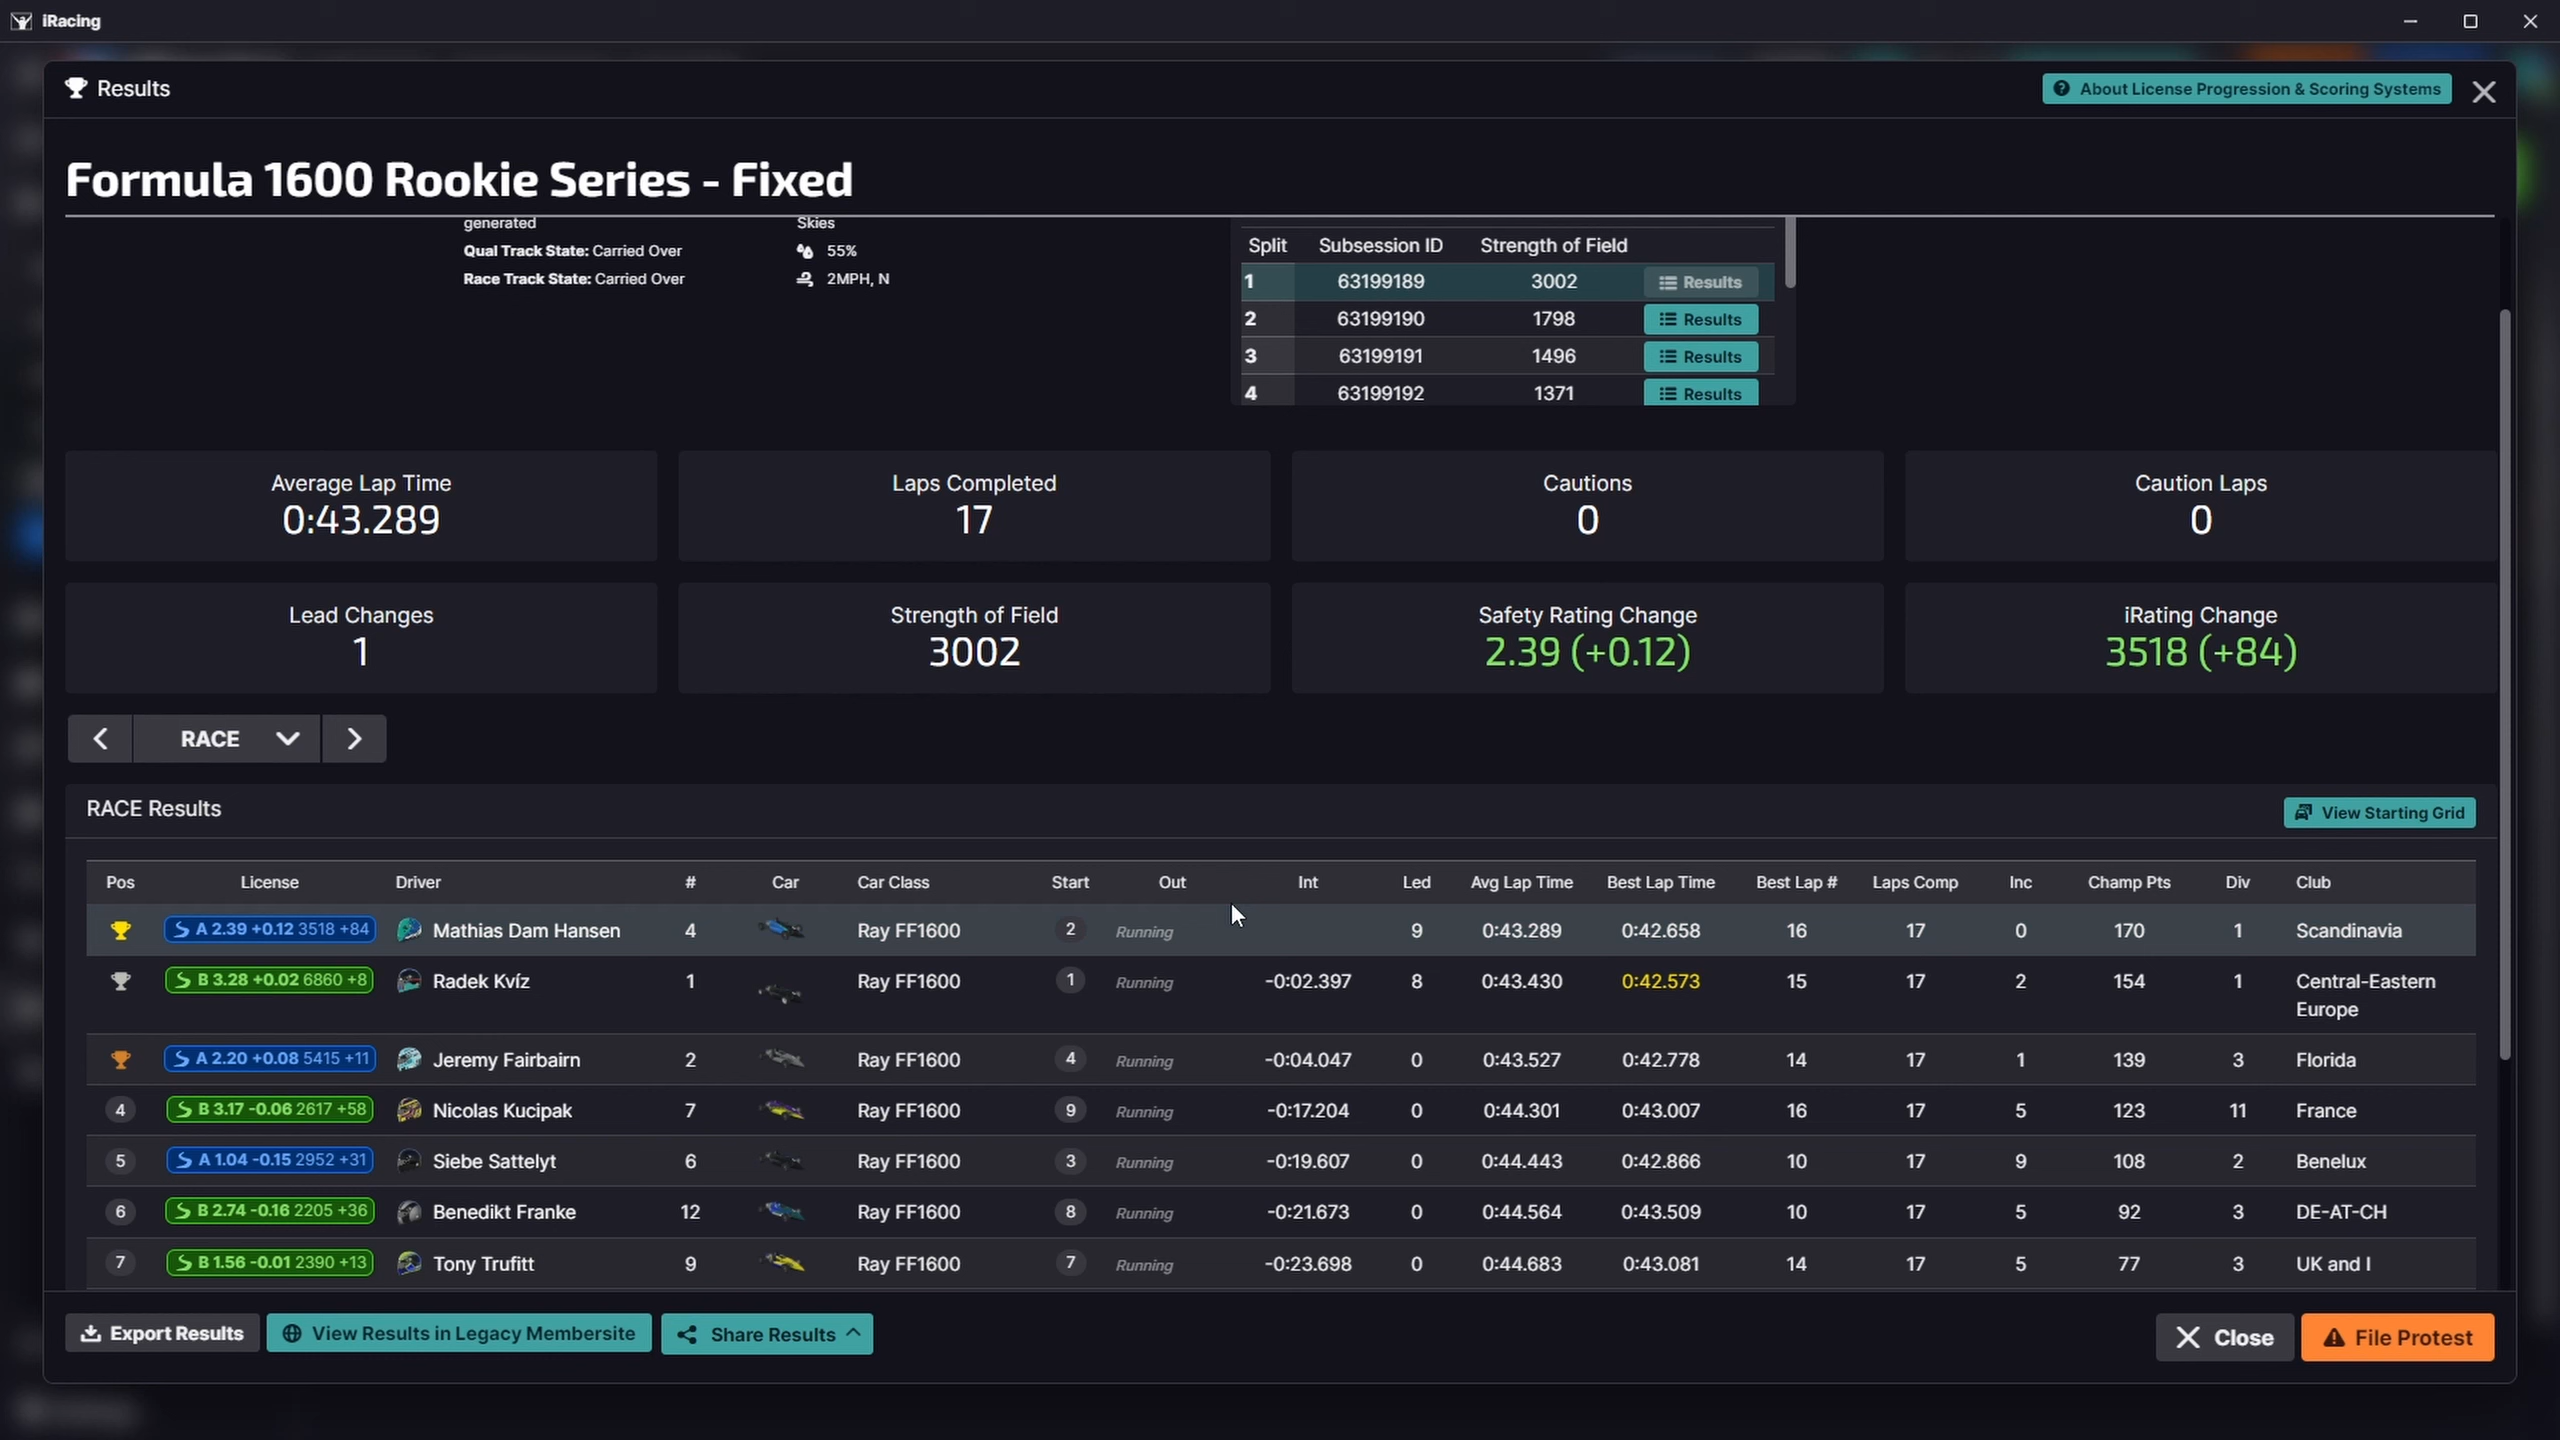 iRacing
Results
About License Progression & Scoring Systems
Formula 1600 Rookie Series - Fixed
generated
Qual Track State: Carried Over
Race Track State: Carried Over
Skies
55%
2MPH, N
Split Subsession ID Strength of Field
1 63199189 3002 Results
2 63199190 1798 Results
3 63199191 1496 Results
4 63199192 1371 Results
Average Lap Time
0:43.289
Laps Completed
17
Cautions
0
Caution Laps
0
Lead Changes
1
Strength of Field
3002
Safety Rating Change
2.39 (+0.12)
iRating Change
3518 (+84)
RACE
RACE Results
View Starting Grid
Pos License Driver # Car Car Class Start Out Int Led Avg Lap Time Best Lap Time Best Lap # Laps Comp Inc Champ Pts Div Club
A 2.39 +0.12 3518 +84 Mathias Dam Hansen 4 Ray FF1600 2 Running 9 0:43.289 0:42.658 16 17 0 170 1 Scandinavia
B 3.28 +0.02 6860 +8 Radek Kvíz 1 Ray FF1600 1 Running -0:02.397 8 0:43.430 0:42.573 15 17 2 154 1 Central-Eastern
Europe
A 2.20 +0.08 5415 +11 Jeremy Fairbairn 2 Ray FF1600 4 Running -0:04.047 0 0:43.527 0:42.778 14 17 1 139 3 Florida
4 B 3.17 -0.06 2617 +58 Nicolas Kucipak 7 Ray FF1600 9 Running -0:17.204 0 0:44.301 0:43.007 16 17 5 123 11 France
5 A 1.04 -0.15 2952 +31 Siebe Sattelyt 6 Ray FF1600 3 Running -0:19.607 0 0:44.443 0:42.866 10 17 9 108 2 Benelux
6 B 2.74 -0.16 2205 +36 Benedikt Franke 12 Ray FF1600 8 Running -0:21.673 0 0:44.564 0:43.509 10 17 5 92 3 DE-AT-CH
7 B 1.56 -0.01 2390 +13 Tony Trufitt 9 Ray FF1600 7 Running -0:23.698 0 0:44.683 0:43.081 14 17 5 77 3 UK and I
Export Results
View Results in Legacy Membersite
Share Results
Close
File Protest